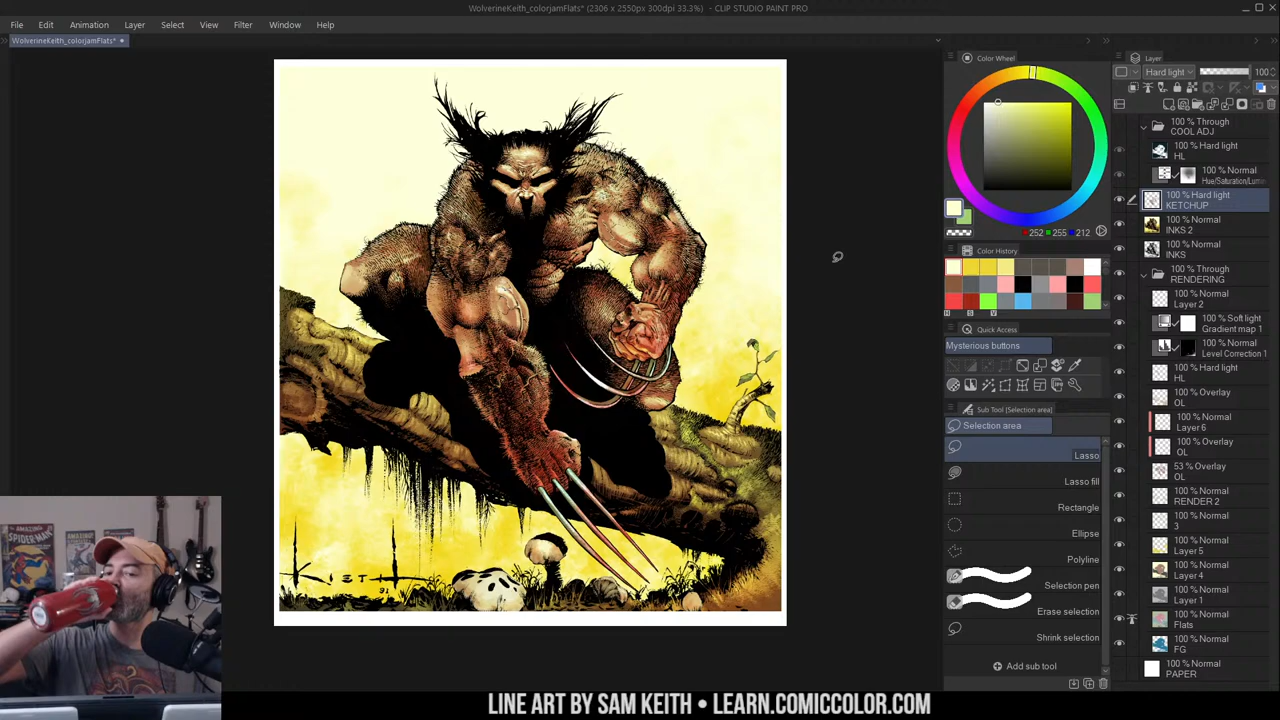 WolverineKeith_colorjamFlats* (2306 x 2550px 300dpi 33.3%) - CLIP STUDIO PAINT PRO
File Edit Animation Layer Select View Filter Window Help
WolverineKeith_colorjamFlats*
Color Wheel
252 255 212
Color History
Quick Access
Mysterious buttons
Sub Tool (Selection area)
Selection area
Lasso
Lasso fill
Rectangle
Ellipse
Polyline
Selection pen
Erase selection
Shrink selection
Add sub tool
Layer
Hard light 100
100 % Through
COOL ADJ
100 % Hard light
HL
100 % Normal
Hue/Saturation/Lumin
100 % Hard light
KETCHUP
100 % Normal
INKS 2
100 % Normal
INKS
100 % Through
RENDERING
100 % Normal
Layer 2
100 % Soft light
Gradient map 1
100 % Normal
Level Correction 1
100 % Hard light
HL
100 % Overlay
OL
100 % Normal
Layer 6
100 % Overlay
OL
53 % Overlay
OL
100 % Normal
RENDER 2
100 % Normal
3
100 % Normal
Layer 5
100 % Normal
Layer 4
100 % Normal
Layer 1
100 % Normal
Flats
100 % Normal
FG
100 % Normal
PAPER
SPIDER-MAN
LINE ART BY SAM KEITH • LEARN.COMICCOLOR.COM